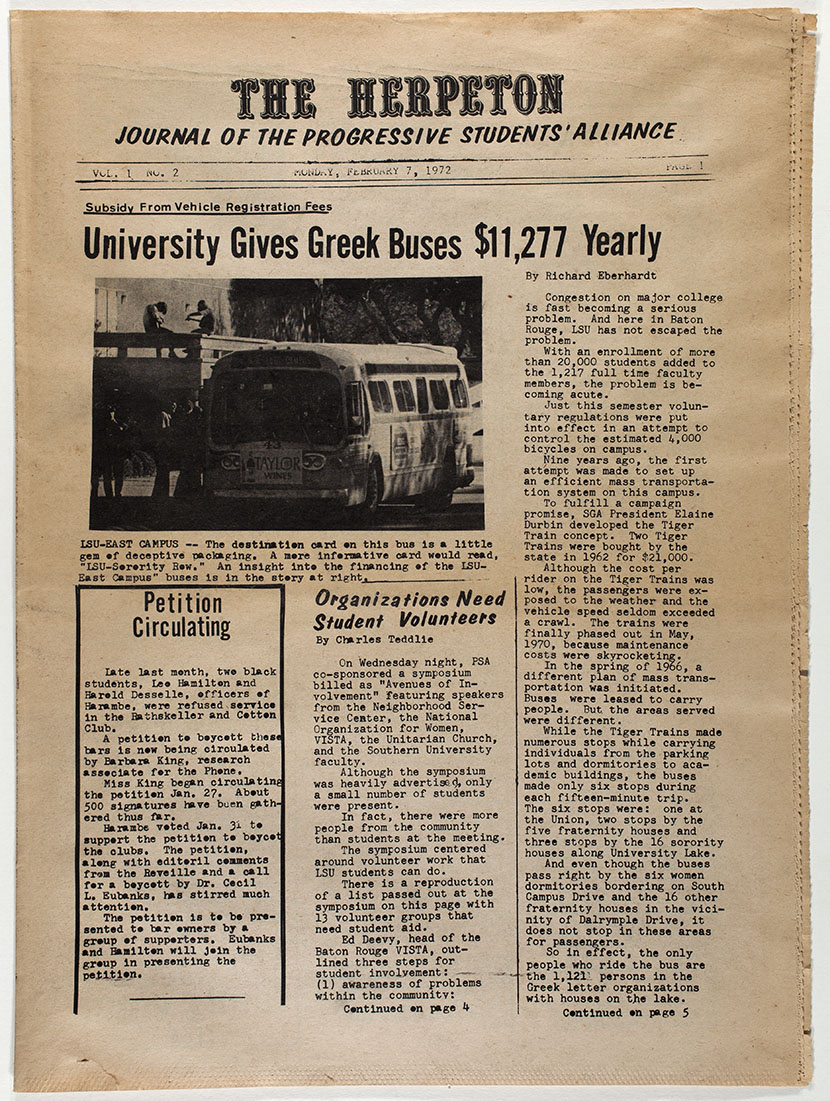 THE HERPETON
JOURNAL OF THE PROGRESSIVE STUDENTS' ALLIANCE
VOL. 1 NO. 2
MONDAY, FEBRUARY 7, 1972
PAGE 1
Subsidy From Vehicle Registration Fees
University Gives Greek Buses $11,277 Yearly
43
TAYLOR
WINES
LSU-EAST CAMPUS -- The destination card on this bus is a little
gem of deceptive packaging. A more informative card would read,
"LSU-Sorority Row." An insight into the financing of the LSU-
East Campus" buses is in the story at right.
Petition
Circulating
Late last month, two black
students, Lee Hamilton and
Harold Desselle, officers of
Harambe, were refused service
in the Rathskeller and Cotton
Club.
A petition to boycott these
bars is now being circulated
by Barbara King, research
associate for the Phone.
Miss King began circulating
the petition Jan. 27. About
500 signatures have been gath-
ered thus far.
Harambe voted Jan. 31 to
support the petition to boycot
the clubs. The petition,
along with editoril comments
from the Reveille and a call
for a boycott by Dr. Cecil
L. Eubanks, has stirred much
attention.
The petition is to be pre-
sented to bar owners by a
group of supporters. Eubanks
and Hamilton will join the
group in presenting the
petition.
Organizations Need
Student Volunteers
By Charles Teddlie
On Wednesday night, PSA
co-sponsored a symposium
billed as "Avenues of In-
volvement" featuring speakers
from the Neighborhood Ser-
vice Center, the National
Organization for Women,
VISTA, the Unitarian Church,
and the Southern University
faculty.
Although the symposium
was heavily advertised, only
a small number of students
were present.
In fact, there were more
people from the community
than students at the meeting.
The symposium centered
around volunteer work that
LSU students can do.
There is a reproduction
of a list passed out at the
symposium on this page with
13 volunteer groups that
need student aid.
Ed Deevy, head of the
Baton Rouge VISTA, out-
lined three steps for
student involvement:
(1) awareness of problems
within the community:
Continued on page 4
By Richard Eberhardt
Congestion on major college
is fast becoming a serious
problem. And here in Baton
Rouge, LSU has not escaped the
problem.
With an enrollment of more
than 20,000 students added to
the 1,217 full time faculty
members, the problem is be-
coming acute.
Just this semester volun-
tary regulations were put
into effect in an attempt to
control the estimated 4,000
bicycles on campus.
Nine years ago, the first
attempt was made to set up
an efficient mass transporta-
tion system on this campus.
To fulfill a campaign
promise, SGA President Elaine
Durbin developed the Tiger
Train concept. Two Tiger
Trains were bought by the
state in 1962 for $21,000.
Although the cost per
rider on the Tiger Trains was
low, the passengers were ex-
posed to the weather and the
vehicle speed seldom exceeded
a crawl. The trains were
finally phased out in May,
1970, because maintenance
costs were skyrocketing.
In the spring of 1966, a
different plan of mass trans-
portation was initiated.
Buses were leased to carry
people. But the areas served
were different.
While the Tiger Trains made
numerous stops while carrying
individuals from the parking
lots and dormitories to aca-
demic buildings, the buses
made only six stops during
each fifteen-minute trip.
The six stops were: one at
the Union, two stops by the
five fraternity houses and
three stops by the 16 sorority
houses along University Lake.
And even though the buses
pass right by the six women
dormitories bordering on South
Campus Drive and the 16 other
fraternity houses in the vici-
nity of Dalrymple Drive, it
does not stop in these areas
for passengers.
So in effect, the only
people who ride the bus are
the 1,121 persons in the
Greek letter organizations
with houses on the lake.
Continued on page 5